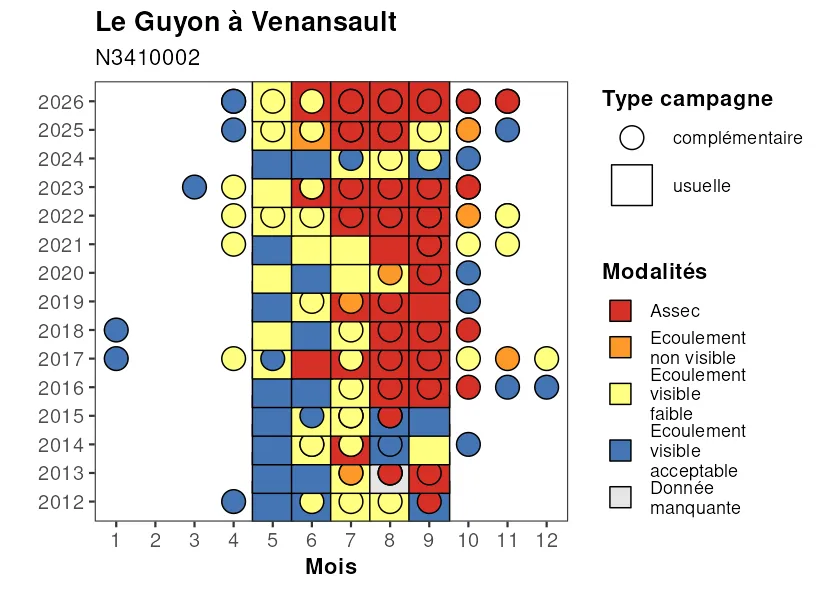 Le Guyon à Venansault
N3410002
2026
2025
2024
2023
2022
2021
2020
2019
2018
2017
2016
2015
2014
2013
2012
1 2 3 4 5 6 7 8 9 10 11 12
Mois
Type campagne
complémentaire
usuelle
Modalités
Assec
Ecoulement
non visible
Ecoulement
visible
faible
Ecoulement
visible
acceptable
Donnée
manquante